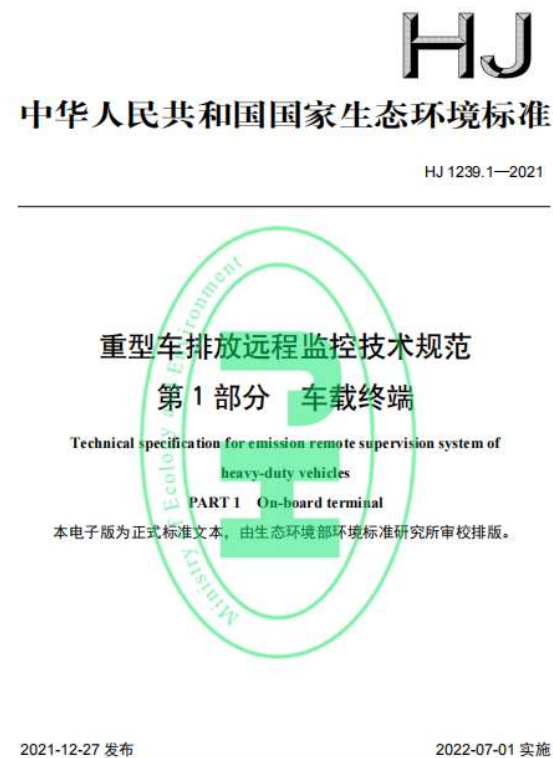 HJ
中华人民共和国国家生态环境标准
HJ 1239.1—2021
重型车排放远程监控技术规范
第 1 部分　车载终端
Technical specification for emission remote supervision system of
heavy-duty vehicles
PART 1　On-board terminal
本电子版为正式标准文本，由生态环境部环境标准研究所审校排版。
Ministry of Ecology and Environment
2021-12-27 发布
2022-07-01 实施